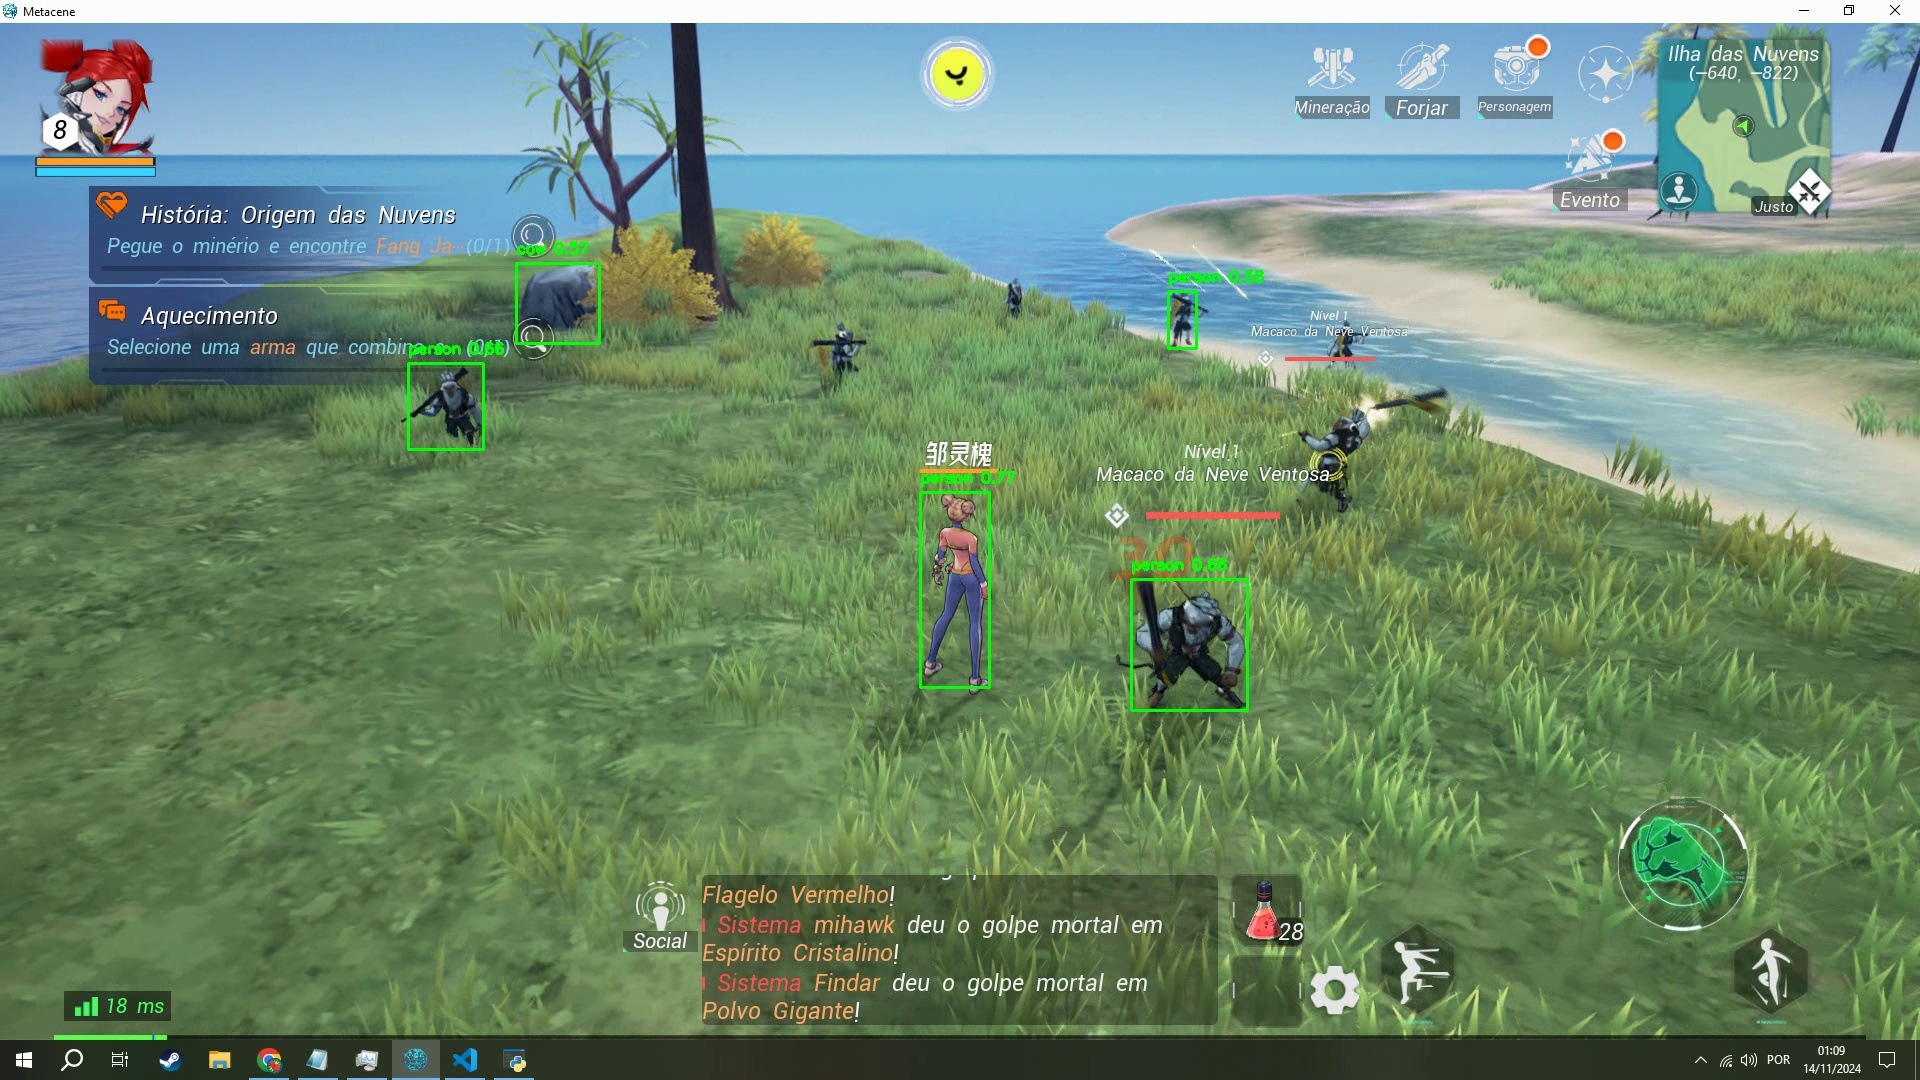 Metacene
8
História: Origem das Nuvens
Pegue o minério e encontre Fang Ja··(0/1)
Aquecimento
Selecione uma arma que combine
cow 0.57
person 0.66
person 0.58
person 0.77
person 0.66
Mineração
Forjar
Personagem
Evento
Ilha das Nuvens
(−640, −822)
Justo
Nível 1
Macaco da Neve Ventosa
邹灵槐
Nível 1
Macaco da Neve Ventosa
Social
Flagelo Vermelho!
Sistema mihawk deu o golpe mortal em
Espírito Cristalino!
Sistema Findar deu o golpe mortal em
Polvo Gigante!
28
18 ms
POR
01:09
14/11/2024